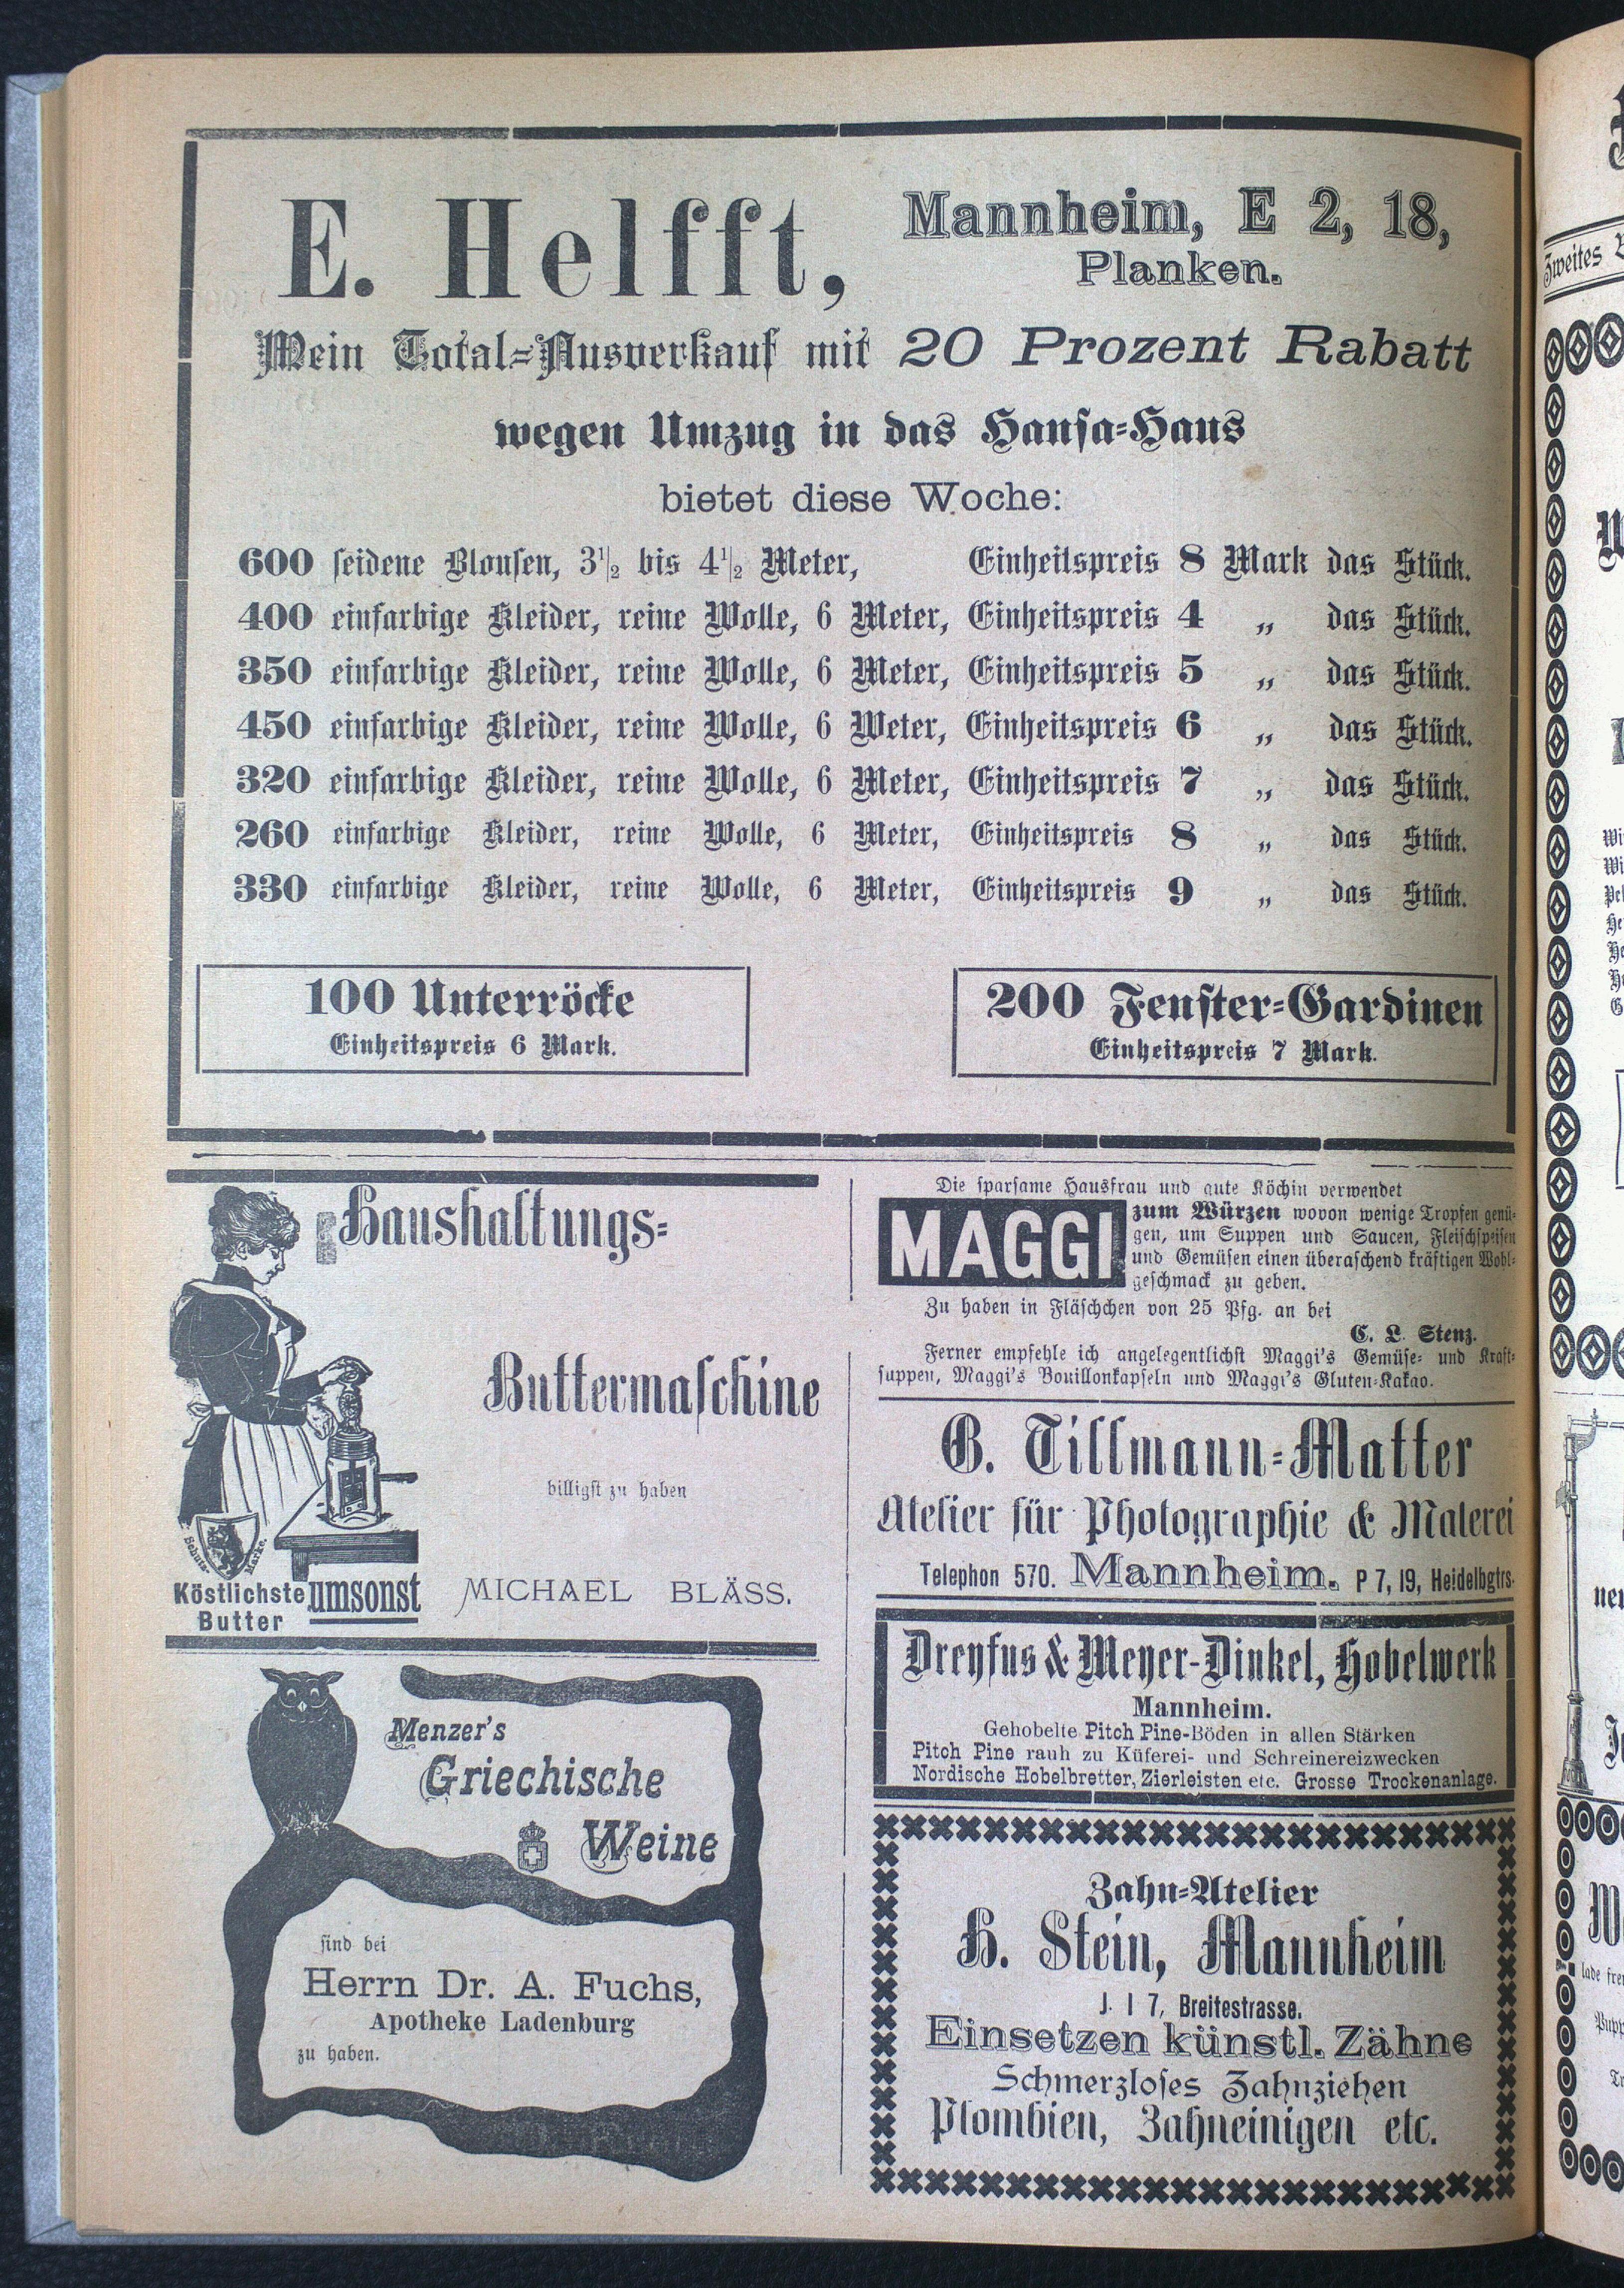 E. Helfft,
Mannheim, E 2, 18,
Planken.
Mein Total-Ausverkauf mit 20 Prozent Rabatt
wegen Umzug in das Hansa-Haus
bietet diese Woche:
600 seidene Blousen, 3½ bis 4½ Meter, Einheitspreis 8 Mark das Stück.
400 einfarbige Kleider, reine Wolle, 6 Meter, Einheitspreis 4 „ das Stück.
350 einfarbige Kleider, reine Wolle, 6 Meter, Einheitspreis 5 „ das Stück.
450 einfarbige Kleider, reine Wolle, 6 Weter, Einheitspreis 6 „ das Stück.
320 einfarbige Kleider, reine Wolle, 6 Meter, Einheitspreis 7 „ das Stück.
260 einfarbige Kleider, reine Wolle, 6 Meter, Einheitspreis 8 „ das Stück.
330 einfarbige Kleider, reine Wolle, 6 Meter, Einheitspreis 9 „ das Stück.
100 Unterröcke
Einheitspreis 6 Mark.
200 Fenster-Gardinen
Einheitspreis 7 Mark.
Haushaltungs-
Buttermaschine
billigst zu haben
Schutz-Marke.
Köstlichste umsonst
Butter
MICHAEL BLÄSS.
Menzer's
Griechische
Weine
sind bei
Herrn Dr. A. Fuchs,
Apotheke Ladenburg
zu haben.
Die sparsame Hausfrau und gute Köchin verwendet
MAGGI zum Würzen wovon wenige Tropfen genü-
gen, um Suppen und Saucen, Fleischspeisen
und Gemüsen einen überaschend kräftigen Wohl-
geschmack zu geben.
Zu haben in Fläschchen von 25 Pfg. an bei
C. L. Stenz.
Ferner empfehle ich angelegentlichst Maggi's Gemüse- und Kraft-
suppen, Maggi's Bouillonkapseln und Maggi's Gluten-Kakao.
G. Tillmann-Matter
Atelier für Photographie & Malerei
Telephon 570. Mannheim. P 7, 19, Heidelbgtrs.
Dreyfus & Meyer-Dinkel, Hobelwerk
Mannheim.
Gehobelte Pitch Pine-Böden in allen Stärken
Pitch Pine rauh zu Küferei- und Schreinereizwecken
Nordische Hobelbretter, Zierleisten etc. Grosse Trockenanlage.
Zahn-Atelier
H. Stein, Mannheim
J. 1 7, Breitestrasse.
Einsetzen künstl. Zähne
Schmerzloses Zahnziehen
Plombien, Zahneinigen etc.
Zweites